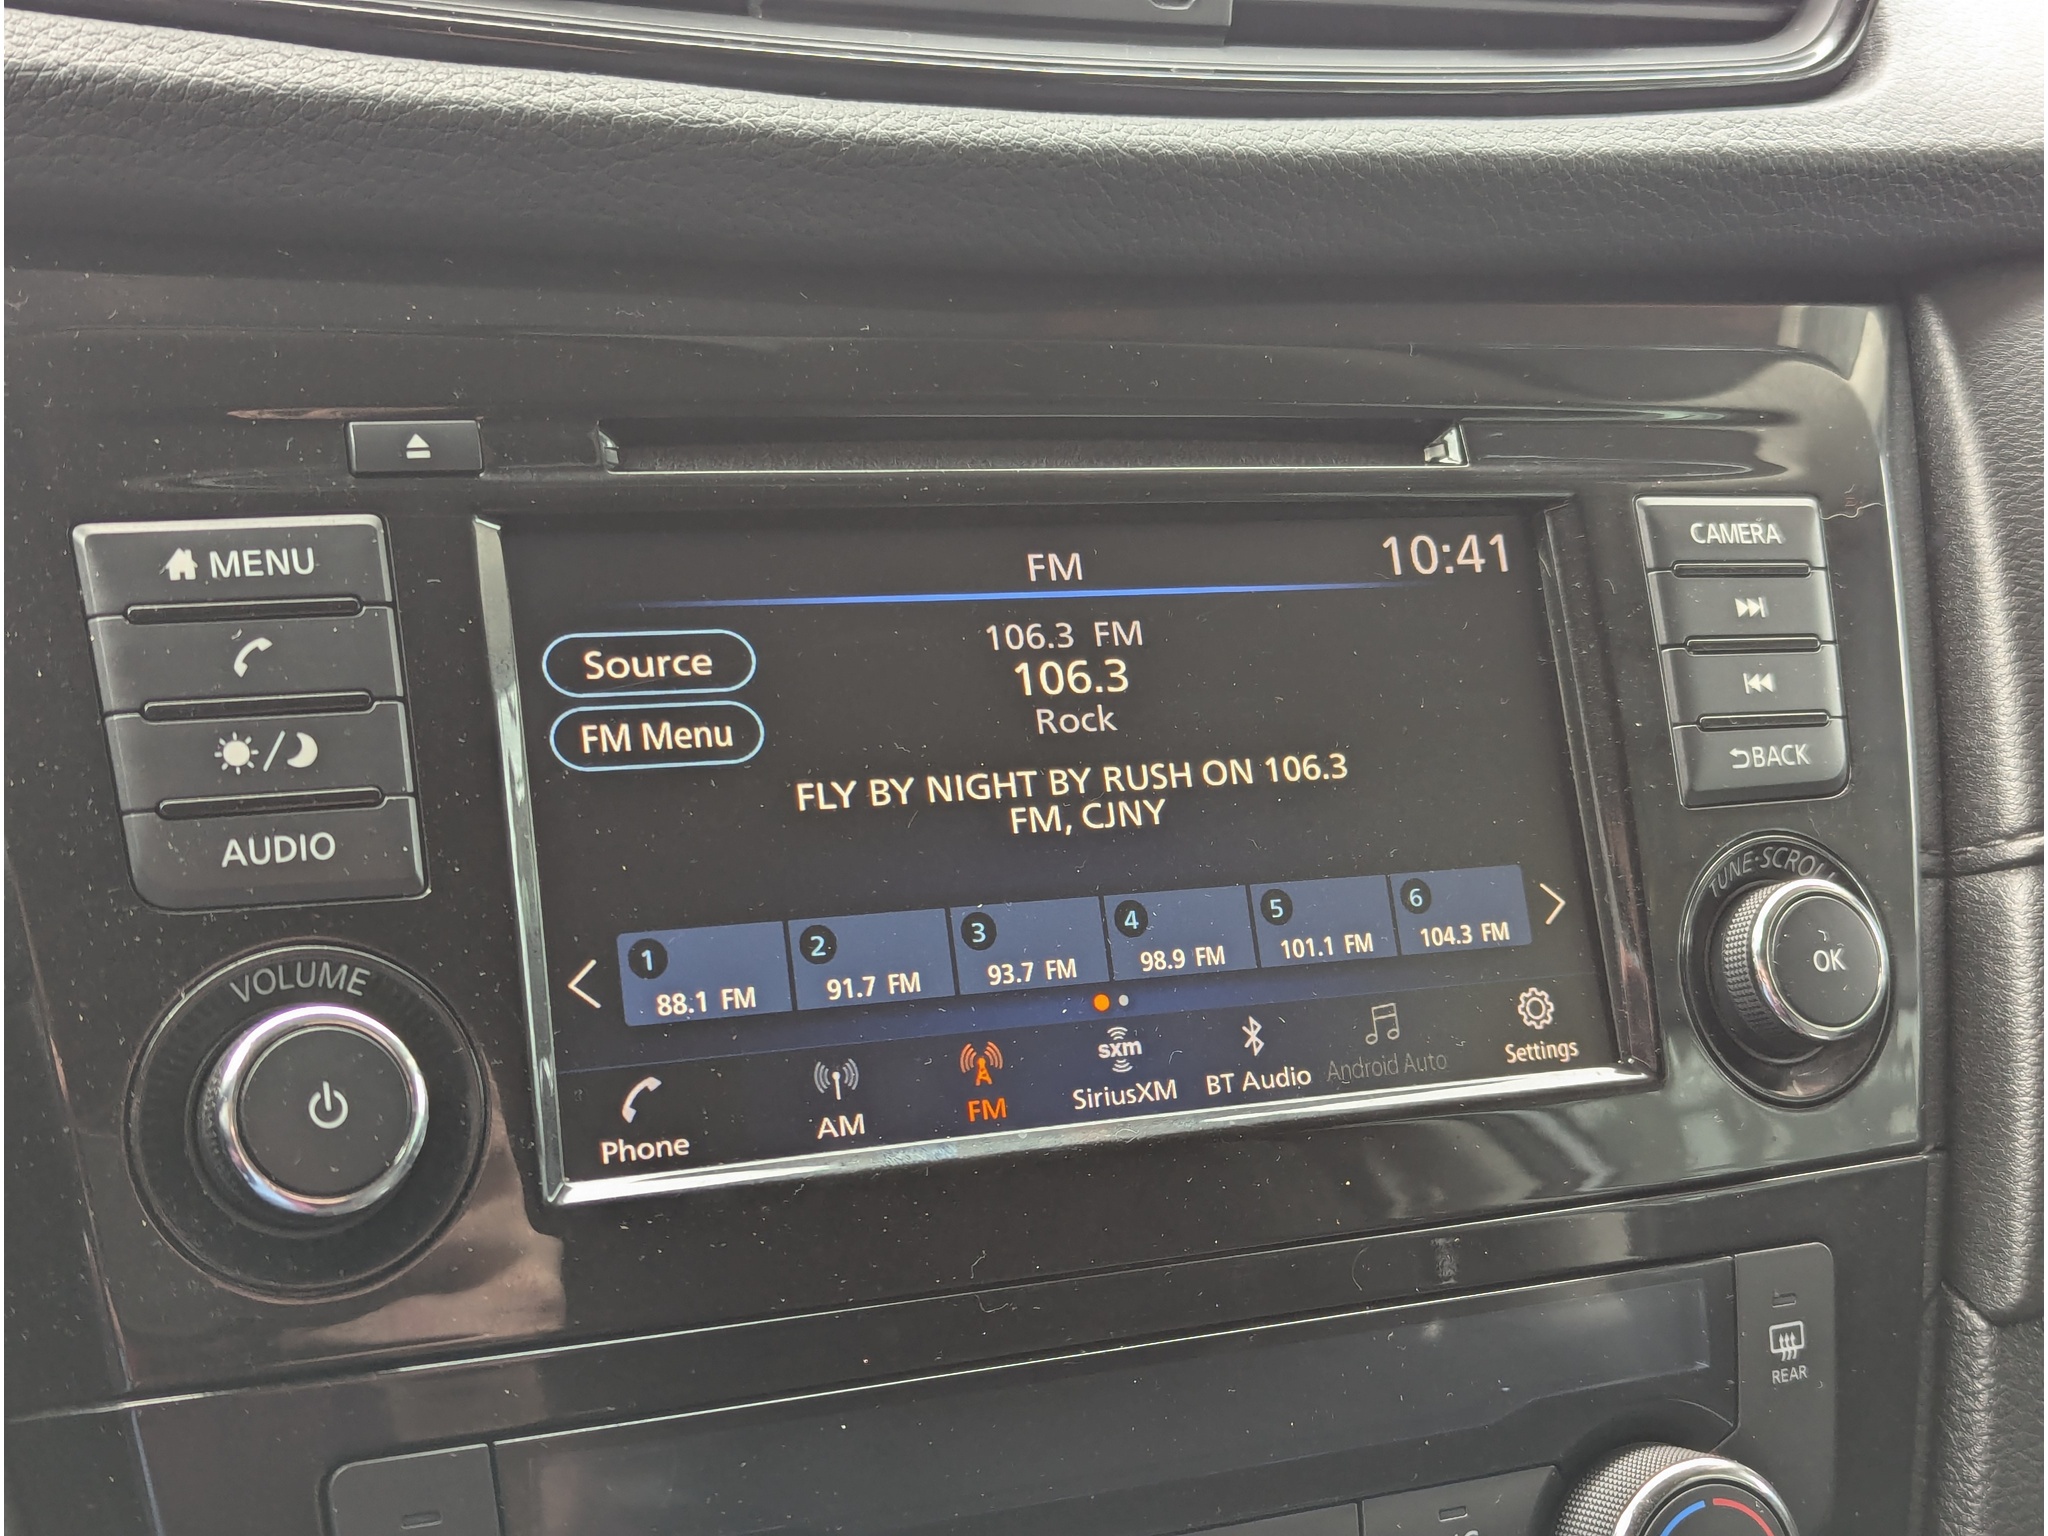 MENU
AUDIO
VOLUME
FM
10:41
Source
FM Menu
106.3 FM
106.3
Rock
FLY BY NIGHT BY RUSH ON 106.3
FM, CJNY
1
88.1 FM
2
91.7 FM
3
93.7 FM
4
98.9 FM
5
101.1 FM
6
104.3 FM
Phone
AM
FM
sxm
SiriusXM
BT Audio
Android Auto
Settings
CAMERA
BACK
TUNE·SCROLL
OK
REAR